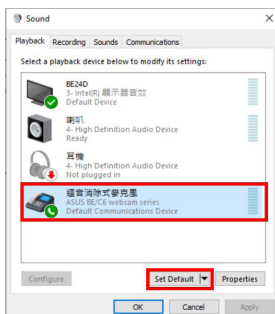 Sound
Playback Recording Sounds Communications
Select a playback device below to modify its settings:
BE24D
3- Intel(R) 顯示器音效
Default Device
喇叭
4- High Definition Audio Device
Ready
耳機
4- High Definition Audio Device
Not plugged in
迴音消除式麥克風
ASUS BE/C6 webcam series
Default Communications Device
Configure Set Default Properties
OK Cancel Apply